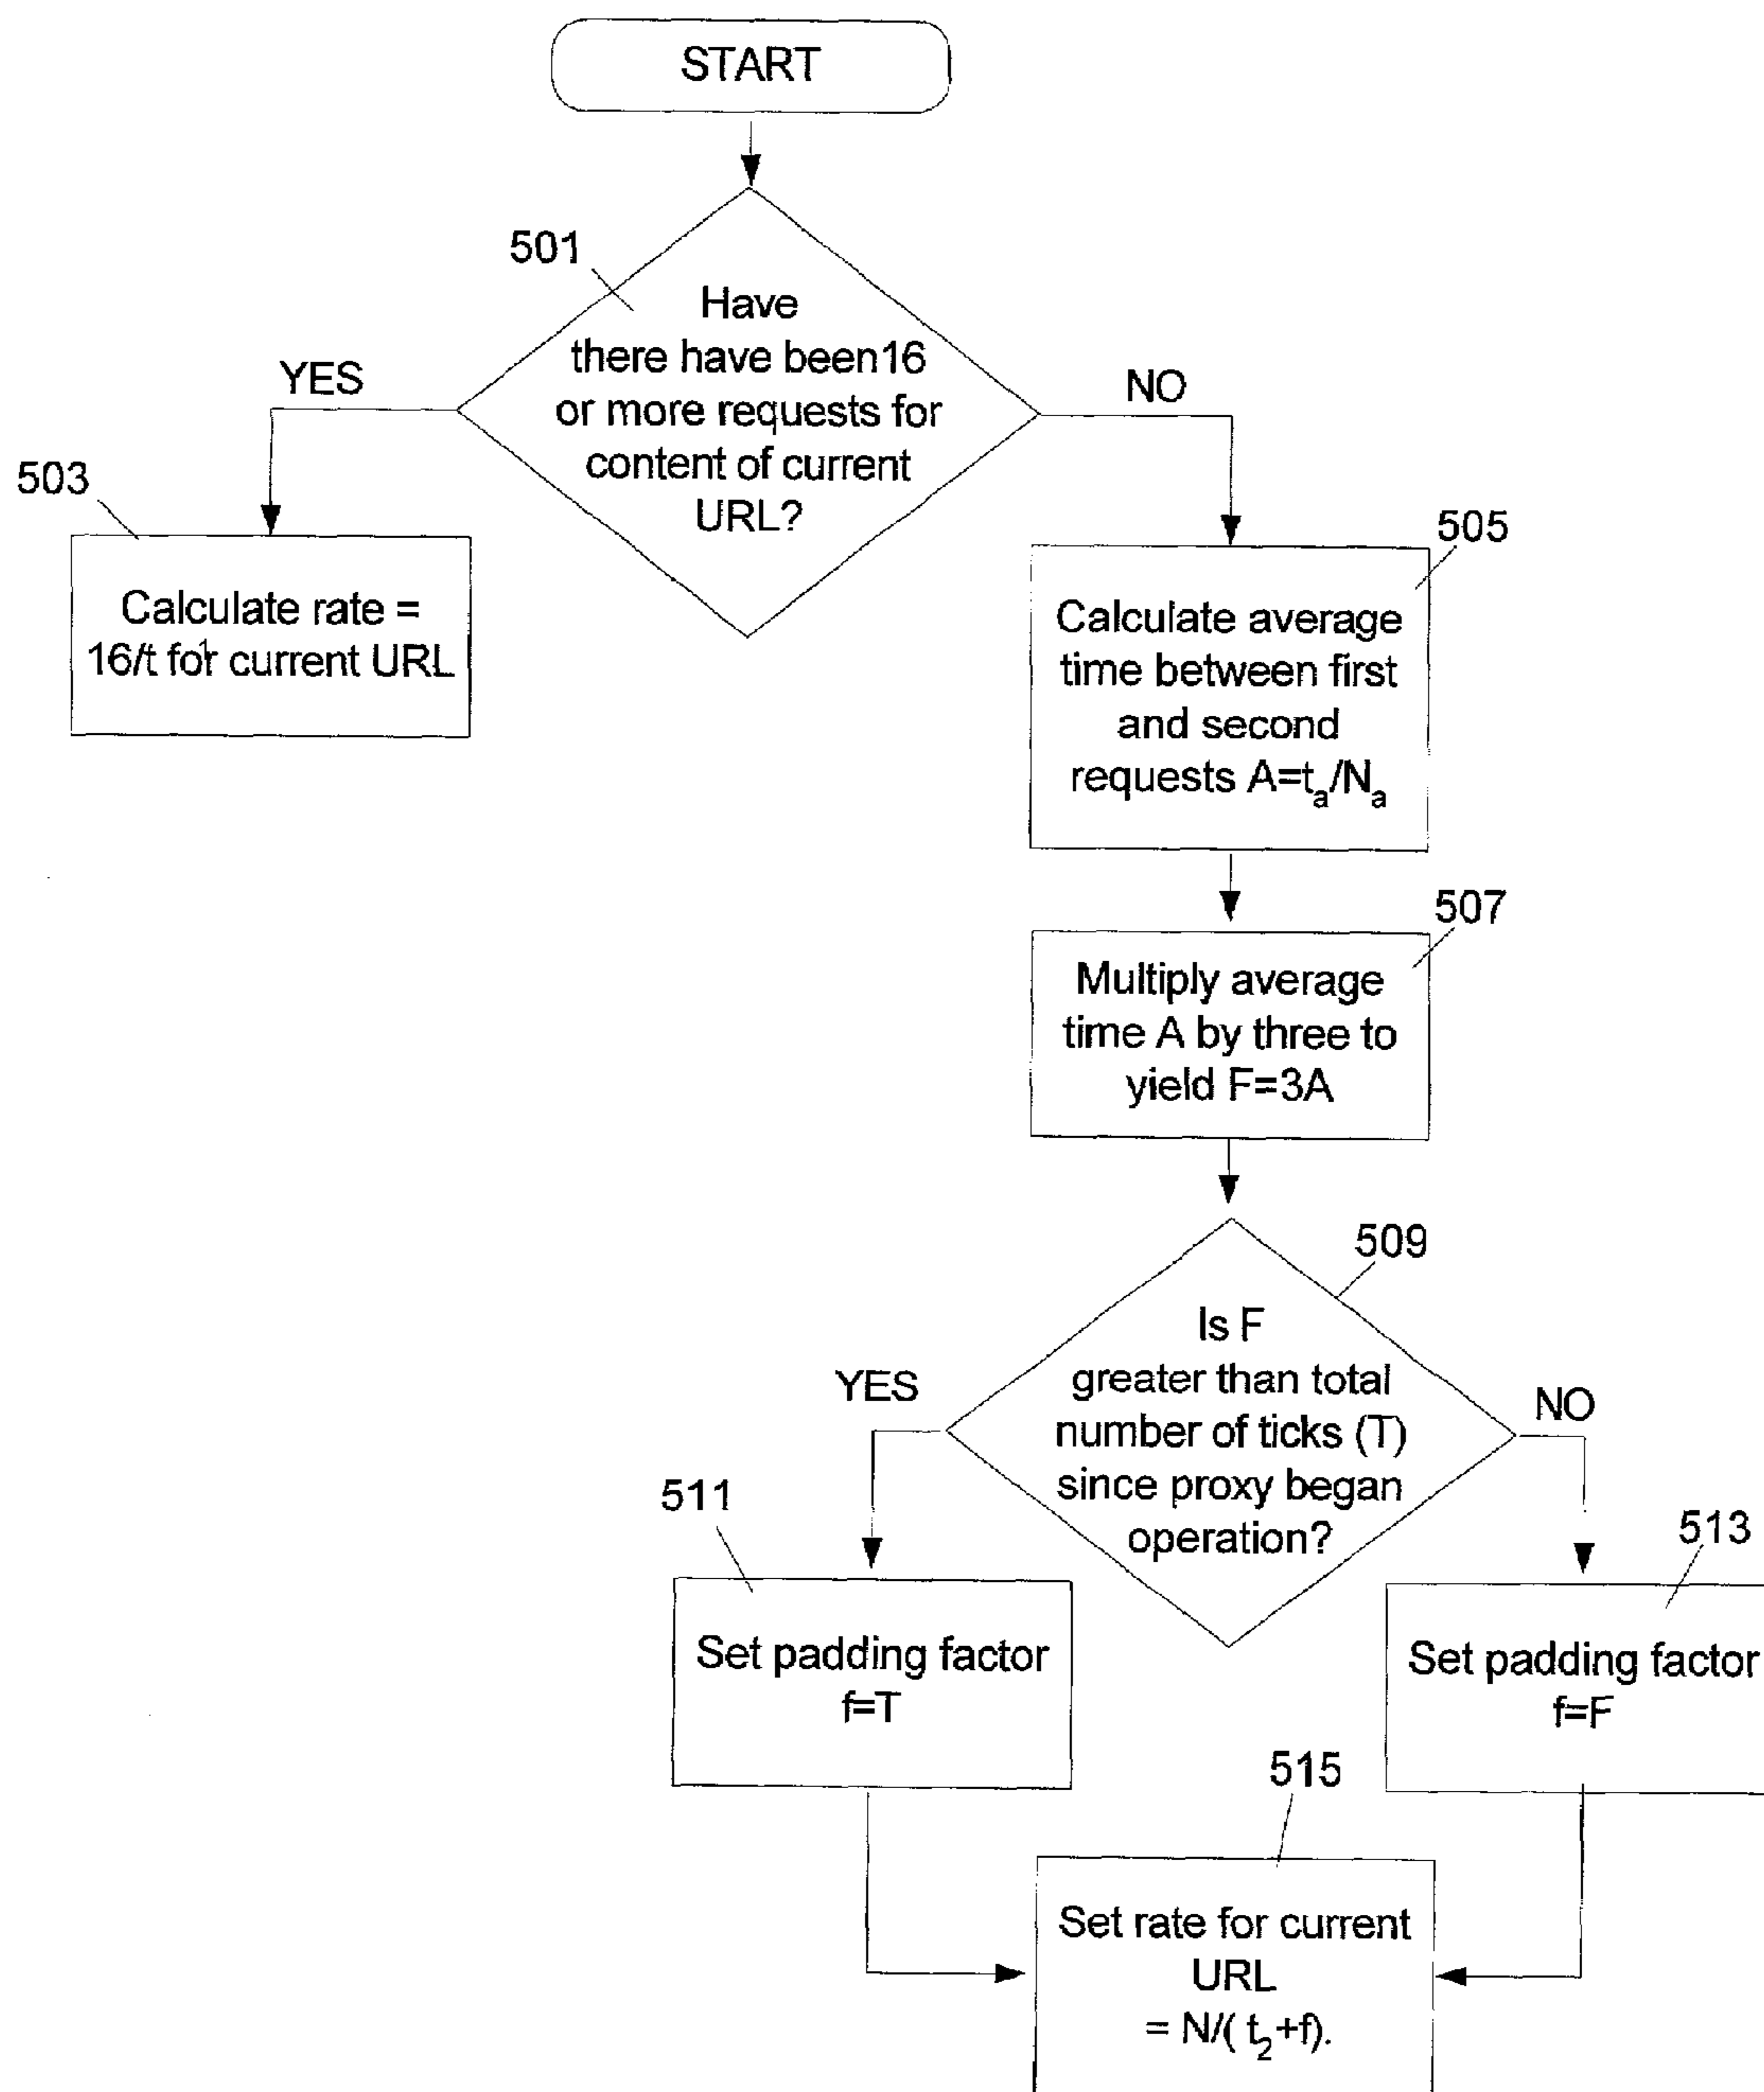 START
501
Have
there have been16
or more requests for
content of current
URL?
YES
NO
503
Calculate rate =
16/t₁ for current URL
505
Calculate average
time between first
and second
requests A=tₐ/Nₐ
507
Multiply average
time A by three to
yield F=3A
509
Is F
greater than total
number of ticks (T)
since proxy began
operation?
YES
NO
511
Set padding factor
f=T
513
Set padding factor
f=F
515
Set rate for current
URL
= N/( t₂+f).